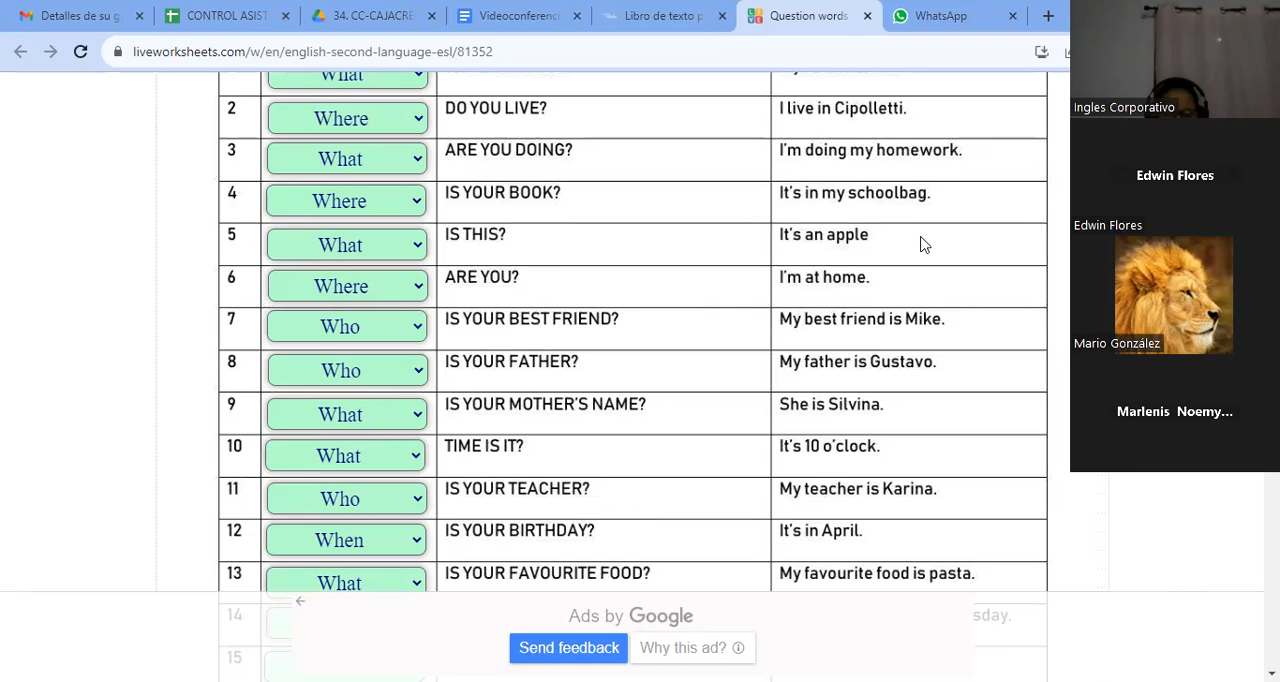 Detalles de su g
CONTROL ASIST
34. CC-CAJACRE
Videoconferenc
Libro de texto p
Question words
WhatsApp
liveworksheets.com/w/en/english-second-language-esl/81352
What
2 Where DO YOU LIVE? I live in Cipolletti.
3 What ARE YOU DOING? I'm doing my homework.
4 Where IS YOUR BOOK? It's in my schoolbag.
5 What IS THIS? It's an apple
6 Where ARE YOU? I'm at home.
7 Who IS YOUR BEST FRIEND? My best friend is Mike.
8 Who IS YOUR FATHER? My father is Gustavo.
9 What IS YOUR MOTHER'S NAME? She is Silvina.
10 What TIME IS IT? It's 10 o'clock.
11 Who IS YOUR TEACHER? My teacher is Karina.
12 When IS YOUR BIRTHDAY? It's in April.
13 What IS YOUR FAVOURITE FOOD? My favourite food is pasta.
14 sday.
15
Ads by Google
Send feedback
Why this ad?
Ingles Corporativo
Edwin Flores
Edwin Flores
Mario González
Marlenis Noemy...